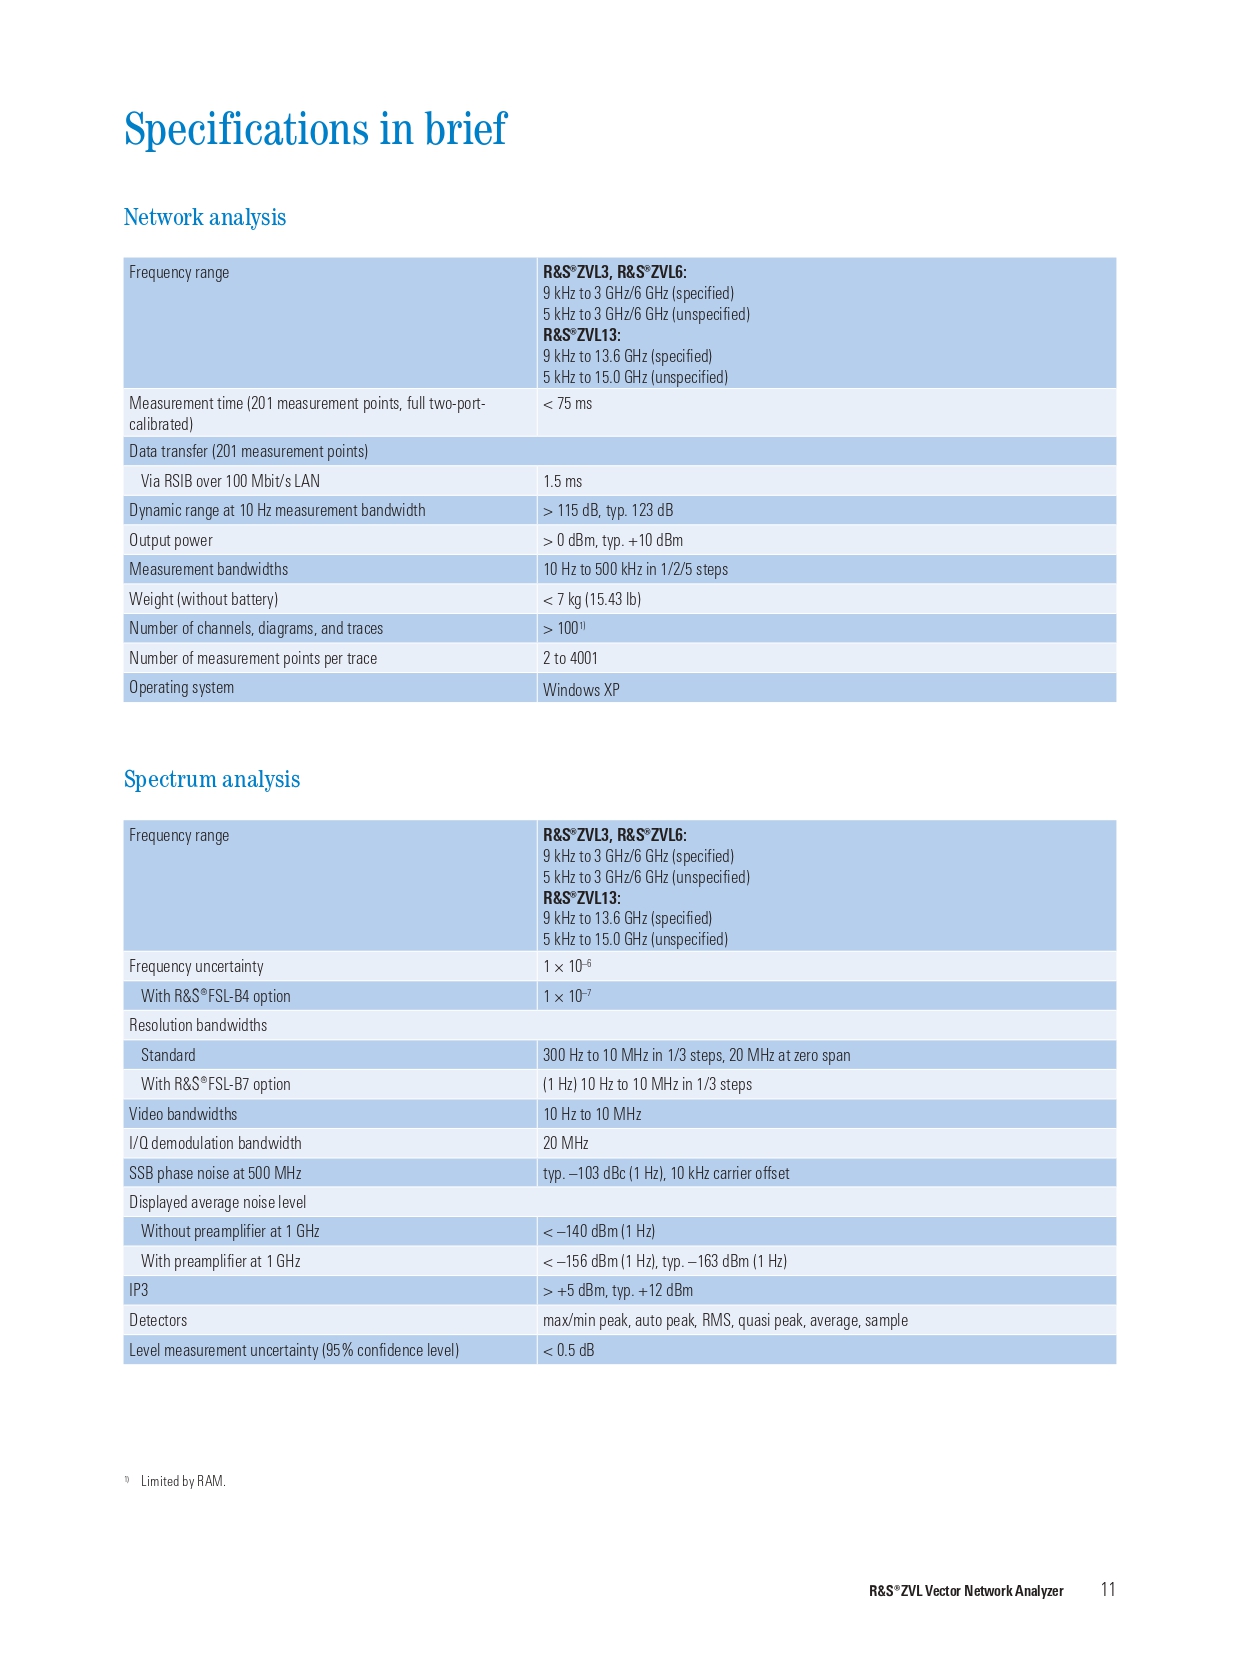 Specifications in brief
Network analysis
Frequency range
R&S®ZVL3, R&S®ZVL6:
9 kHz to 3 GHz/6 GHz (specified)
5 kHz to 3 GHz/6 GHz (unspecified)
R&S®ZVL13:
9 kHz to 13.6 GHz (specified)
5 kHz to 15.0 GHz (unspecified)
Measurement time (201 measurement points, full two-port-
calibrated)
< 75 ms
Data transfer (201 measurement points)
Via RSIB over 100 Mbit/s LAN
1.5 ms
Dynamic range at 10 Hz measurement bandwidth
> 115 dB, typ. 123 dB
Output power
> 0 dBm, typ. +10 dBm
Measurement bandwidths
10 Hz to 500 kHz in 1/2/5 steps
Weight (without battery)
< 7 kg (15.43 lb)
Number of channels, diagrams, and traces
> 100¹⁾
Number of measurement points per trace
2 to 4001
Operating system
Windows XP
Spectrum analysis
Frequency range
R&S®ZVL3, R&S®ZVL6:
9 kHz to 3 GHz/6 GHz (specified)
5 kHz to 3 GHz/6 GHz (unspecified)
R&S®ZVL13:
9 kHz to 13.6 GHz (specified)
5 kHz to 15.0 GHz (unspecified)
Frequency uncertainty
1 × 10⁻⁶
With R&S®FSL-B4 option
1 × 10⁻⁷
Resolution bandwidths
Standard
300 Hz to 10 MHz in 1/3 steps, 20 MHz at zero span
With R&S®FSL-B7 option
(1 Hz) 10 Hz to 10 MHz in 1/3 steps
Video bandwidths
10 Hz to 10 MHz
I/Q demodulation bandwidth
20 MHz
SSB phase noise at 500 MHz
typ. –103 dBc (1 Hz), 10 kHz carrier offset
Displayed average noise level
Without preamplifier at 1 GHz
< –140 dBm (1 Hz)
With preamplifier at 1 GHz
< –156 dBm (1 Hz), typ. –163 dBm (1 Hz)
IP3
> +5 dBm, typ. +12 dBm
Detectors
max/min peak, auto peak, RMS, quasi peak, average, sample
Level measurement uncertainty (95 % confidence level)
< 0.5 dB
¹⁾ Limited by RAM.
R&S®ZVL Vector Network Analyzer 11